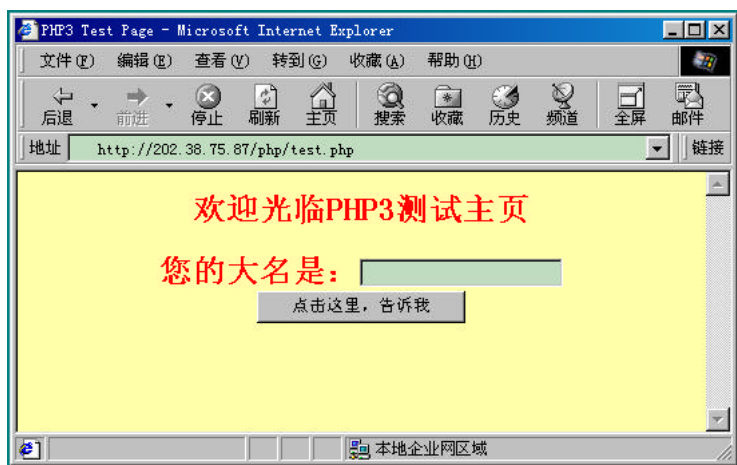 PHP3 Test Page - Microsoft Internet Explorer
文件(F) 编辑(E) 查看(V) 转到(G) 收藏(A) 帮助(H)
后退 前进 停止 刷新 主页 搜索 收藏 历史 频道 全屏 邮件
地址 http://202.38.75.87/php/test.php 链接
欢迎光临PHP3测试主页
您的大名是：
点击这里，告诉我
本地企业网区域